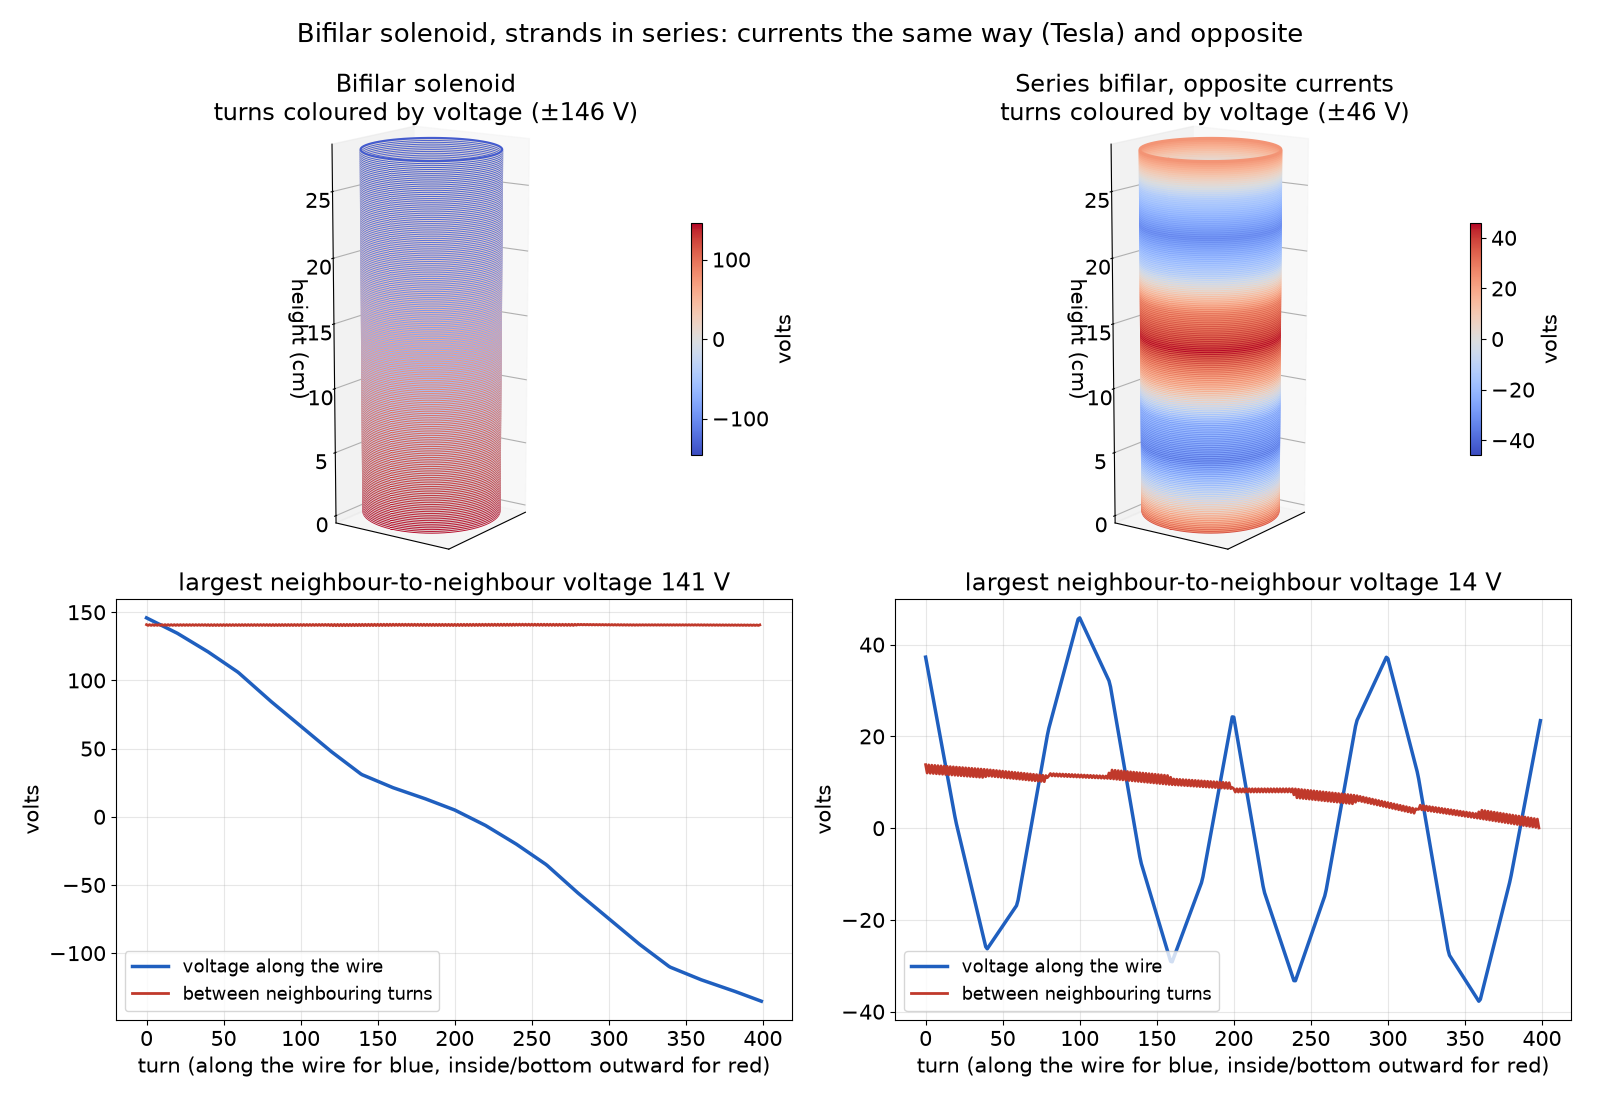 Bifilar solenoid, strands in series: currents the same way (Tesla) and opposite
Bifilar solenoid
turns coloured by voltage (±146 V)
25
20
15
10
5
0
height (cm)
100
0
−100
volts
Series bifilar, opposite currents
turns coloured by voltage (±46 V)
25
20
15
10
5
0
height (cm)
40
20
0
−20
−40
volts
largest neighbour-to-neighbour voltage 141 V
150
100
50
0
−50
−100
volts
voltage along the wire
between neighbouring turns
0 50 100 150 200 250 300 350 400
turn (along the wire for blue, inside/bottom outward for red)
largest neighbour-to-neighbour voltage 14 V
40
20
0
−20
−40
volts
voltage along the wire
between neighbouring turns
0 50 100 150 200 250 300 350 400
turn (along the wire for blue, inside/bottom outward for red)